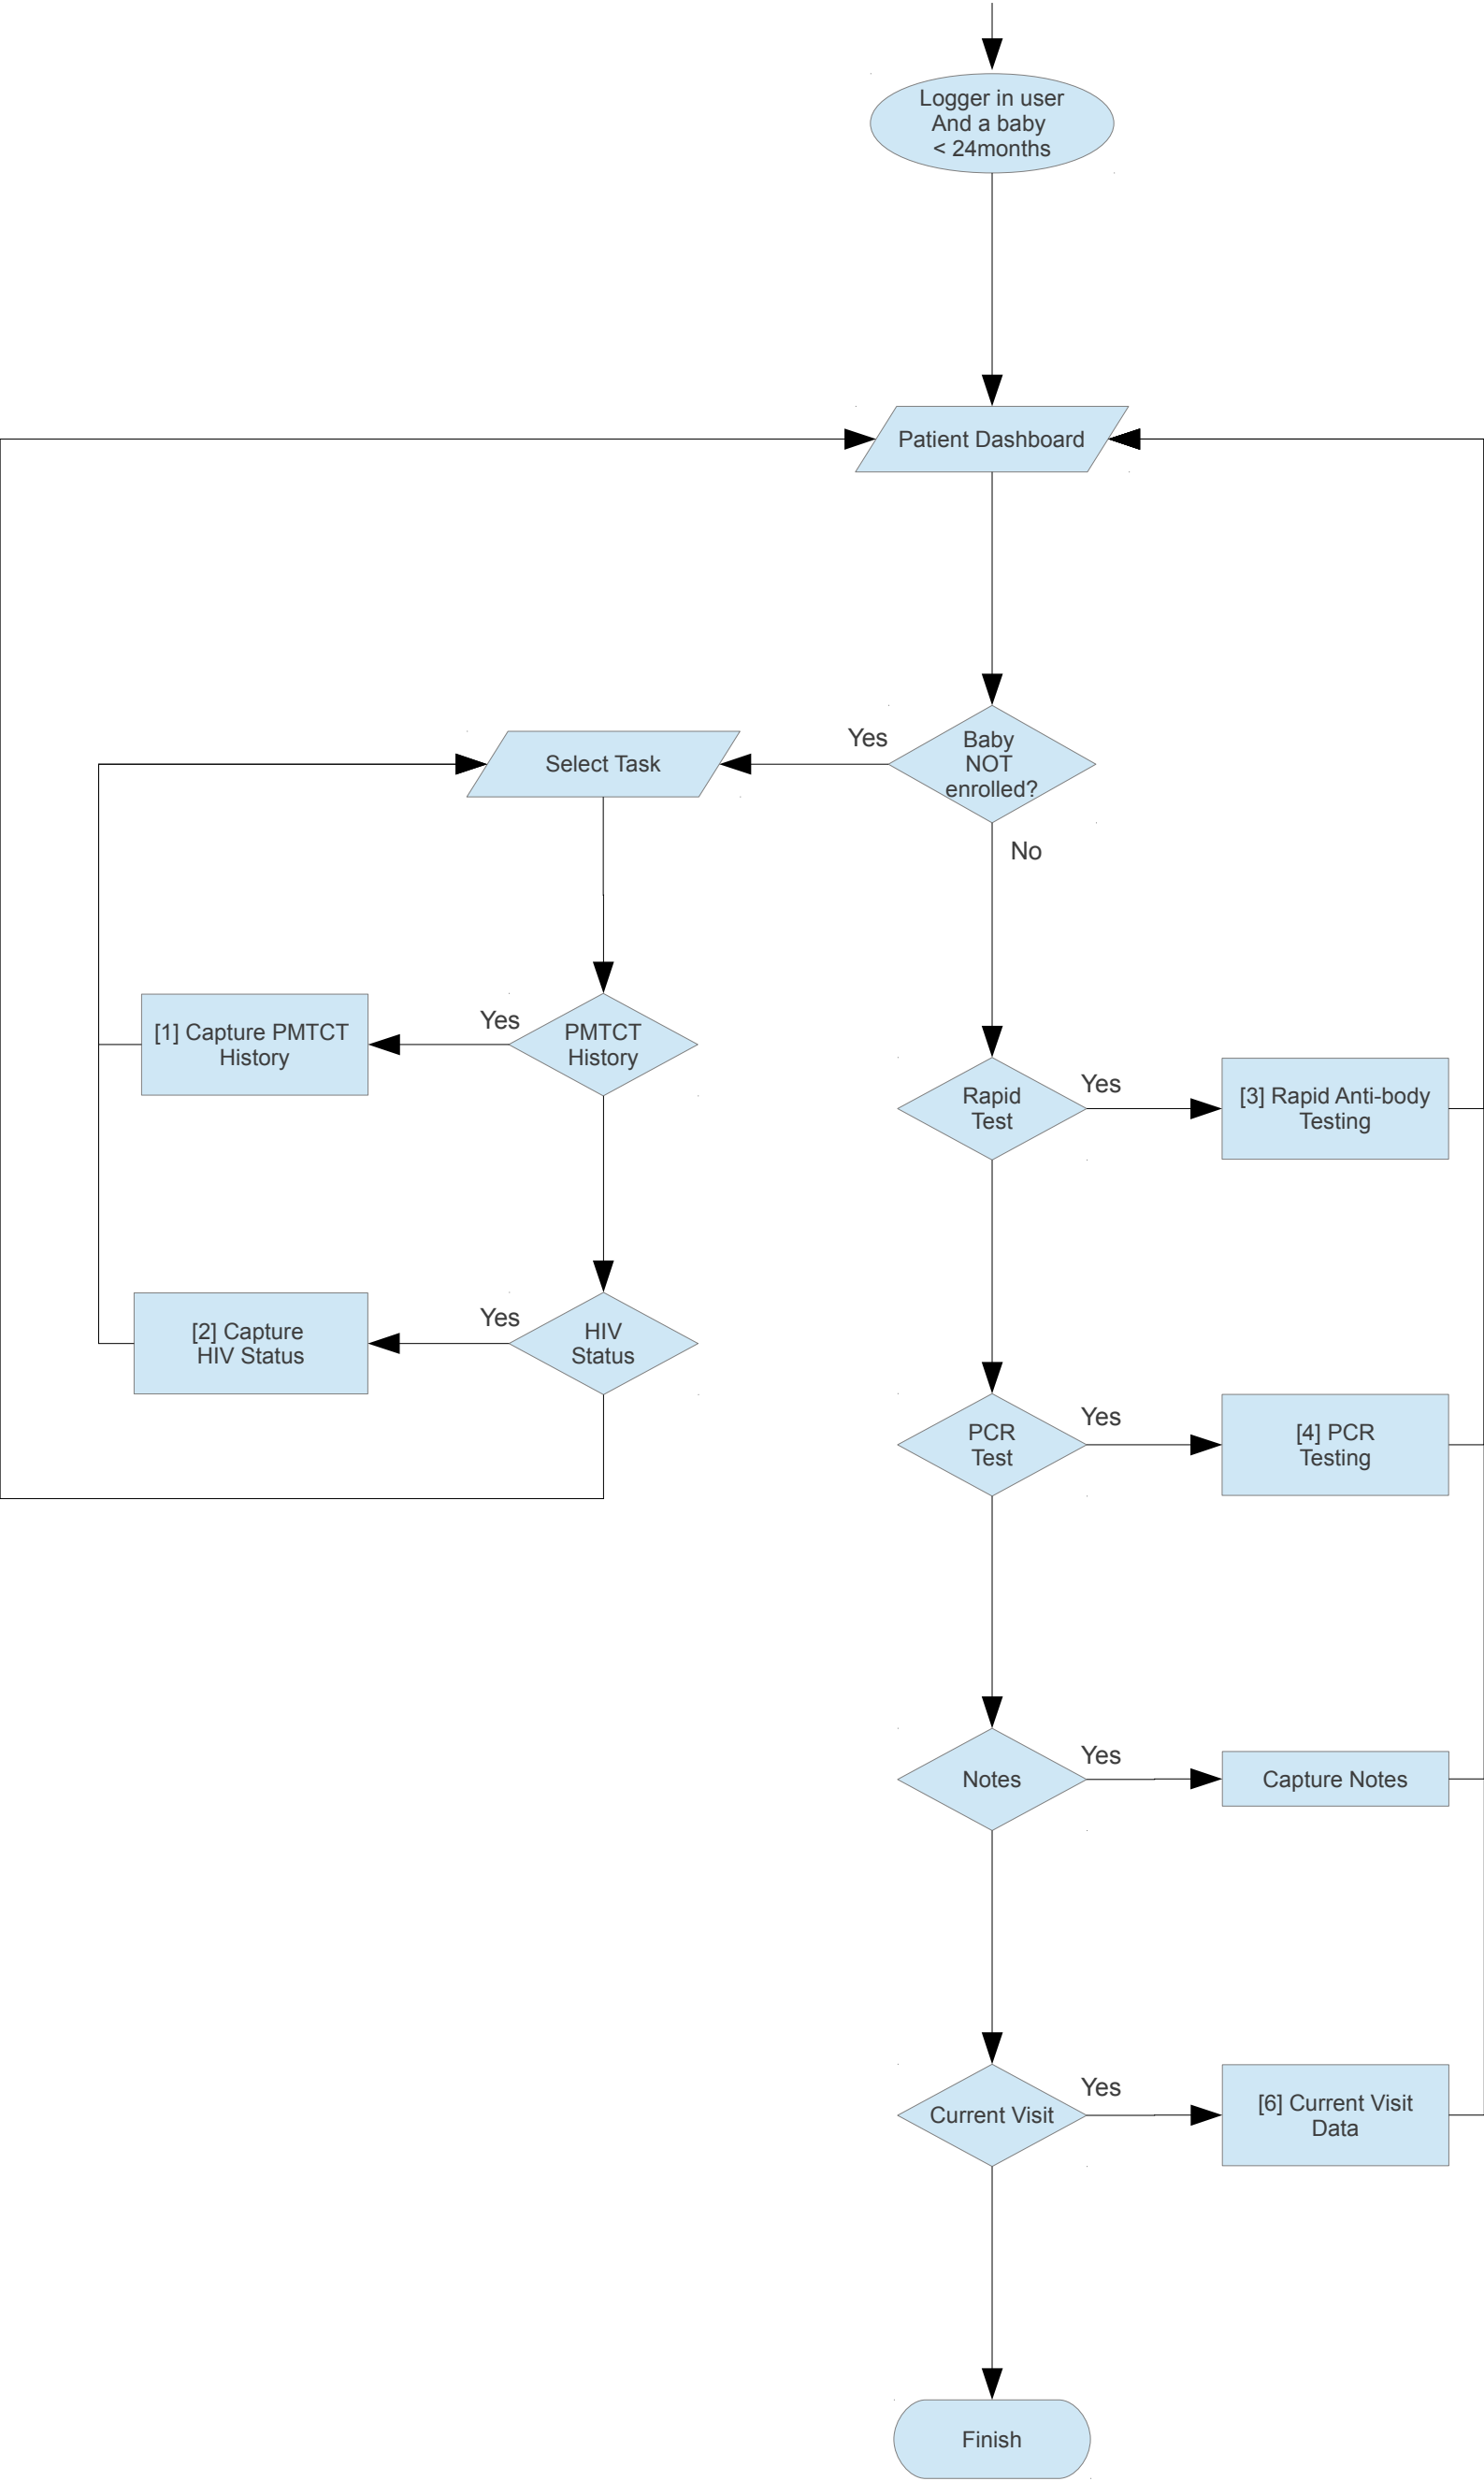 Logger in user
And a baby
< 24months
Patient Dashboard
Yes
Baby
NOT
enrolled?
Select Task
No
[1] Capture PMTCT
History
Yes
PMTCT
History
Rapid
Test
Yes
[3] Rapid Anti-body
Testing
[2] Capture
HIV Status
Yes
HIV
Status
PCR
Test
Yes
[4] PCR
Testing
Notes
Yes
Capture Notes
Current Visit
Yes
[6] Current Visit
Data
Finish